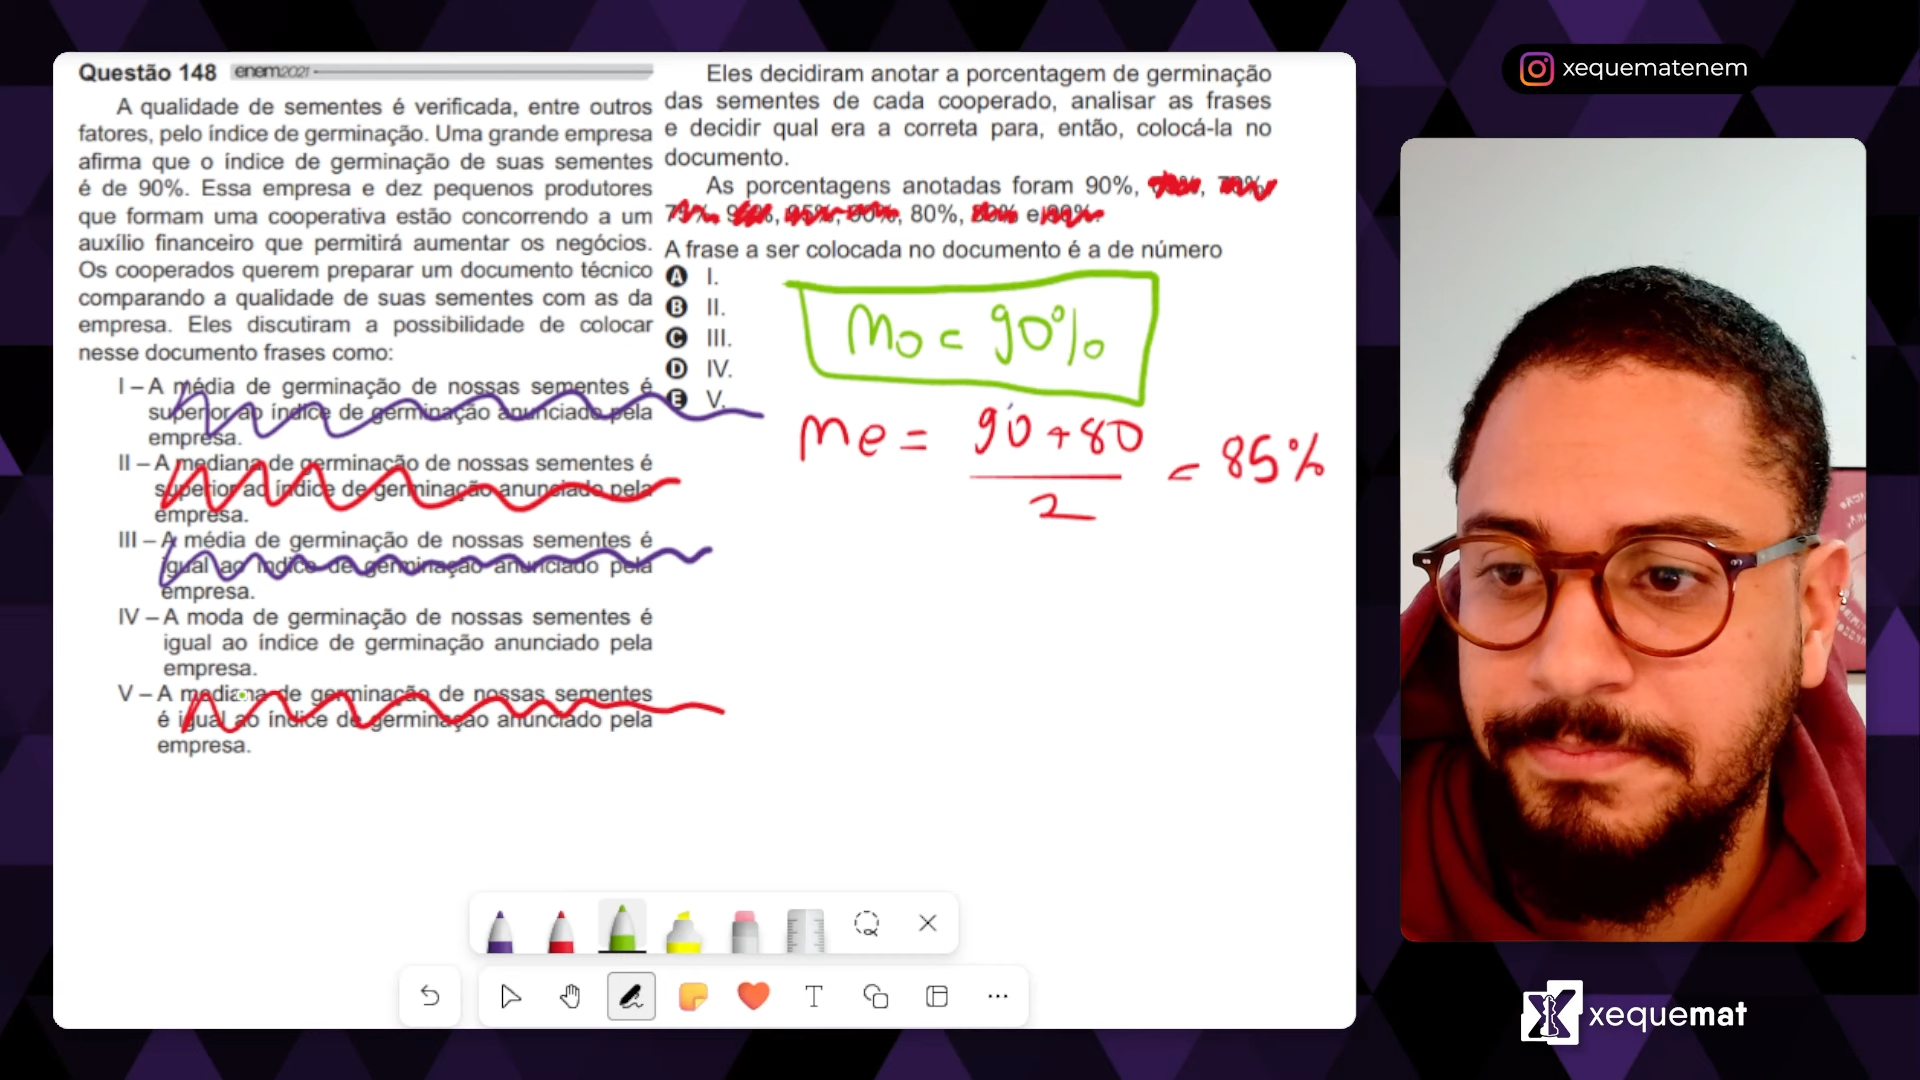 Questão 148 enem2021
A qualidade de sementes é verificada, entre outros
fatores, pelo índice de germinação. Uma grande empresa
afirma que o índice de germinação de suas sementes
é de 90%. Essa empresa e dez pequenos produtores
que formam uma cooperativa estão concorrendo a um
auxílio financeiro que permitirá aumentar os negócios.
Os cooperados querem preparar um documento técnico
comparando a qualidade de suas sementes com as da
empresa. Eles discutiram a possibilidade de colocar
nesse documento frases como:
I – A média de germinação de nossas sementes é
superior ao índice de germinação anunciado pela
empresa.
II – A mediana de germinação de nossas sementes é
superior ao índice de germinação anunciado pela
empresa.
III – A média de germinação de nossas sementes é
igual ao índice de germinação anunciado pela
empresa.
IV – A moda de germinação de nossas sementes é
igual ao índice de germinação anunciado pela
empresa.
V – A mediana de germinação de nossas sementes
é igual ao índice de germinação anunciado pela
empresa.
Eles decidiram anotar a porcentagem de germinação
das sementes de cada cooperado, analisar as frases
e decidir qual era a correta para, então, colocá-la no
documento.
As porcentagens anotadas foram 90%,
80%, e
A frase a ser colocada no documento é a de número
A I.
B II.
C III.
D IV.
E V.
Mo = 90%
Me = 90 + 80
= 85%
2
T
xequematenem
xequemat